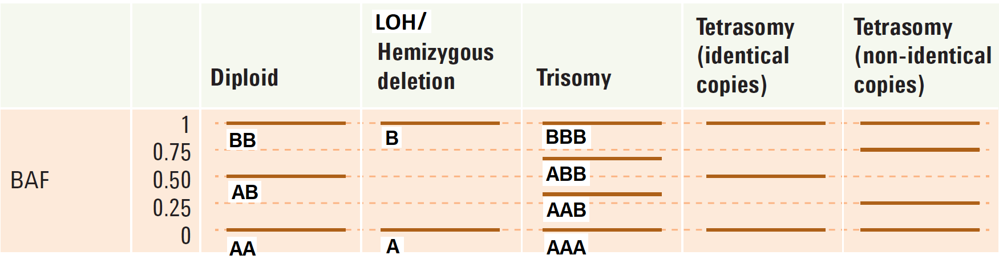 Diploid
LOH/
Hemizygous
deletion
Trisomy
Tetrasomy
(identical
copies)
Tetrasomy
(non-identical
copies)
BAF
1
0.75
0.50
0.25
0
BB
AB
AA
B
A
BBB
ABB
AAB
AAA